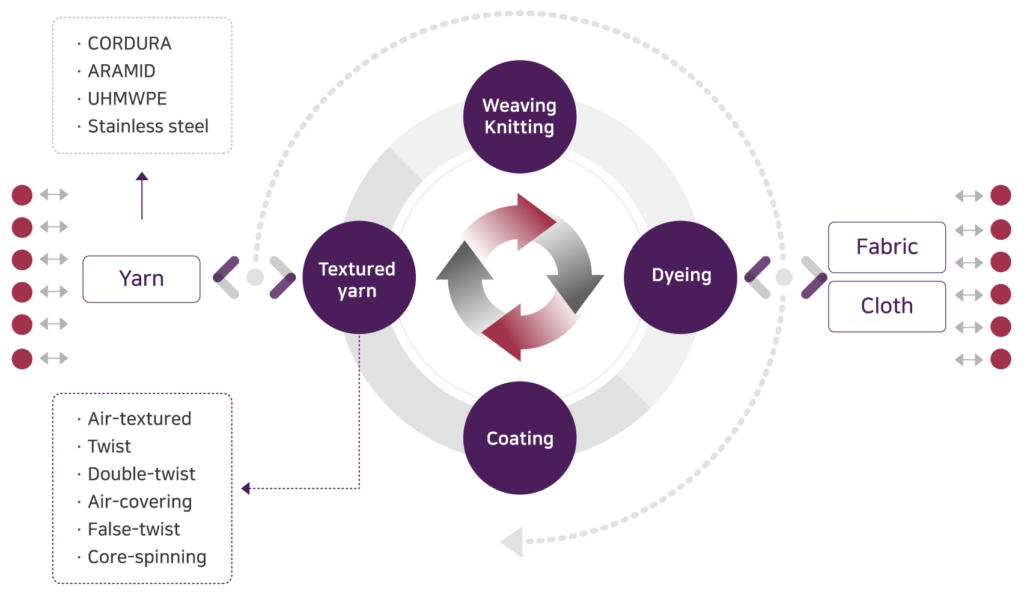 · CORDURA
· ARAMID
· UHMWPE
· Stainless steel
Yarn
Textured
yarn
Weaving
Knitting
Dyeing
Coating
Fabric
Cloth
· Air-textured
· Twist
· Double-twist
· Air-covering
· False-twist
· Core-spinning